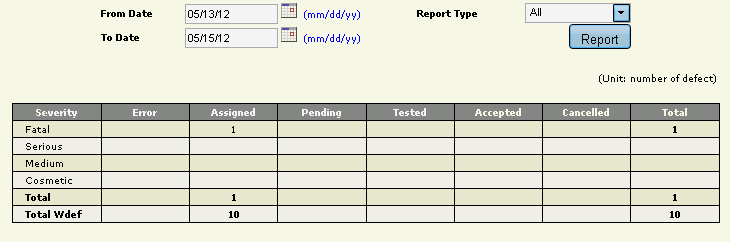 From Date 05/13/12 (mm/dd/yy) Report Type All
To Date 05/15/12 (mm/dd/yy) Report
(Unit: number of defect)
Severity Error Assigned Pending Tested Accepted Cancelled Total
Fatal 1 1
Serious
Medium
Cosmetic
Total 1 1
Total Wdef 10 10